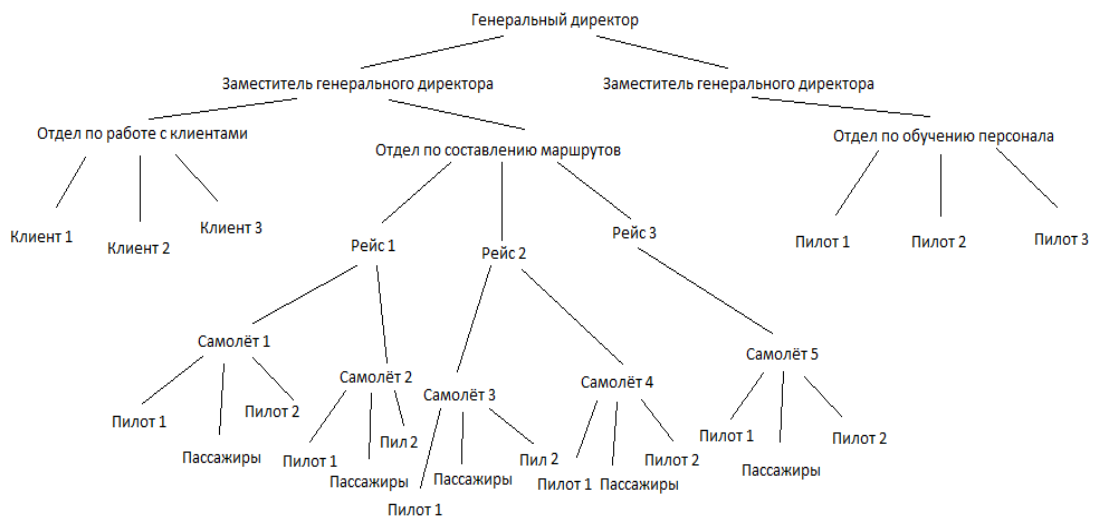 Генеральный директор
Заместитель генерального директора
Заместитель генерального директора
Отдел по работе с клиентами
Отдел по составлению маршрутов
Отдел по обучению персонала
Клиент 1
Клиент 2
Клиент 3
Рейс 1
Рейс 2
Рейс 3
Пилот 1
Пилот 2
Пилот 3
Самолёт 1
Самолёт 2
Самолёт 3
Самолёт 4
Самолёт 5
Пилот 1
Пассажиры
Пилот 2
Пилот 1
Пассажиры
Пил 2
Пилот 1
Пассажиры
Пил 2
Пилот 1
Пассажиры
Пилот 2
Пилот 1
Пассажиры
Пилот 2